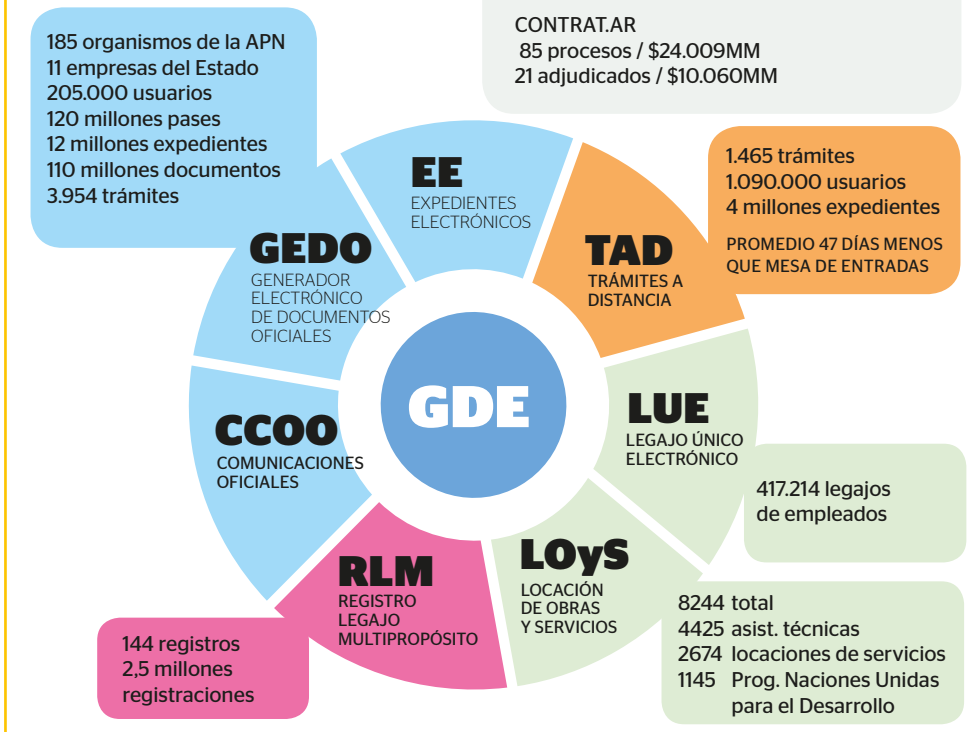 185 organismos de la APN
11 empresas del Estado
205.000 usuarios
120 millones pases
12 millones expedientes
110 millones documentos
3.954 trámites
CONTRAT.AR
85 procesos / $24.009MM
21 adjudicados / $10.060MM
EE
EXPEDIENTES
ELECTRÓNICOS
GEDO
GENERADOR
ELECTRÓNICO
DE DOCUMENTOS
OFICIALES
TAD
TRÁMITES A
DISTANCIA
1.465 trámites
1.090.000 usuarios
4 millones expedientes
PROMEDIO 47 DÍAS MENOS
QUE MESA DE ENTRADAS
GDE
CCOO
COMUNICACIONES
OFICIALES
LUE
LEGAJO ÚNICO
ELECTRÓNICO
417.214 legajos
de empleados
RLM
REGISTRO
LEGAJO
MULTIPROPÓSITO
LOyS
LOCACIÓN
DE OBRAS
Y SERVICIOS
144 registros
2,5 millones
registraciones
8244 total
4425 asist. técnicas
2674 locaciones de servicios
1145 Prog. Naciones Unidas
para el Desarrollo